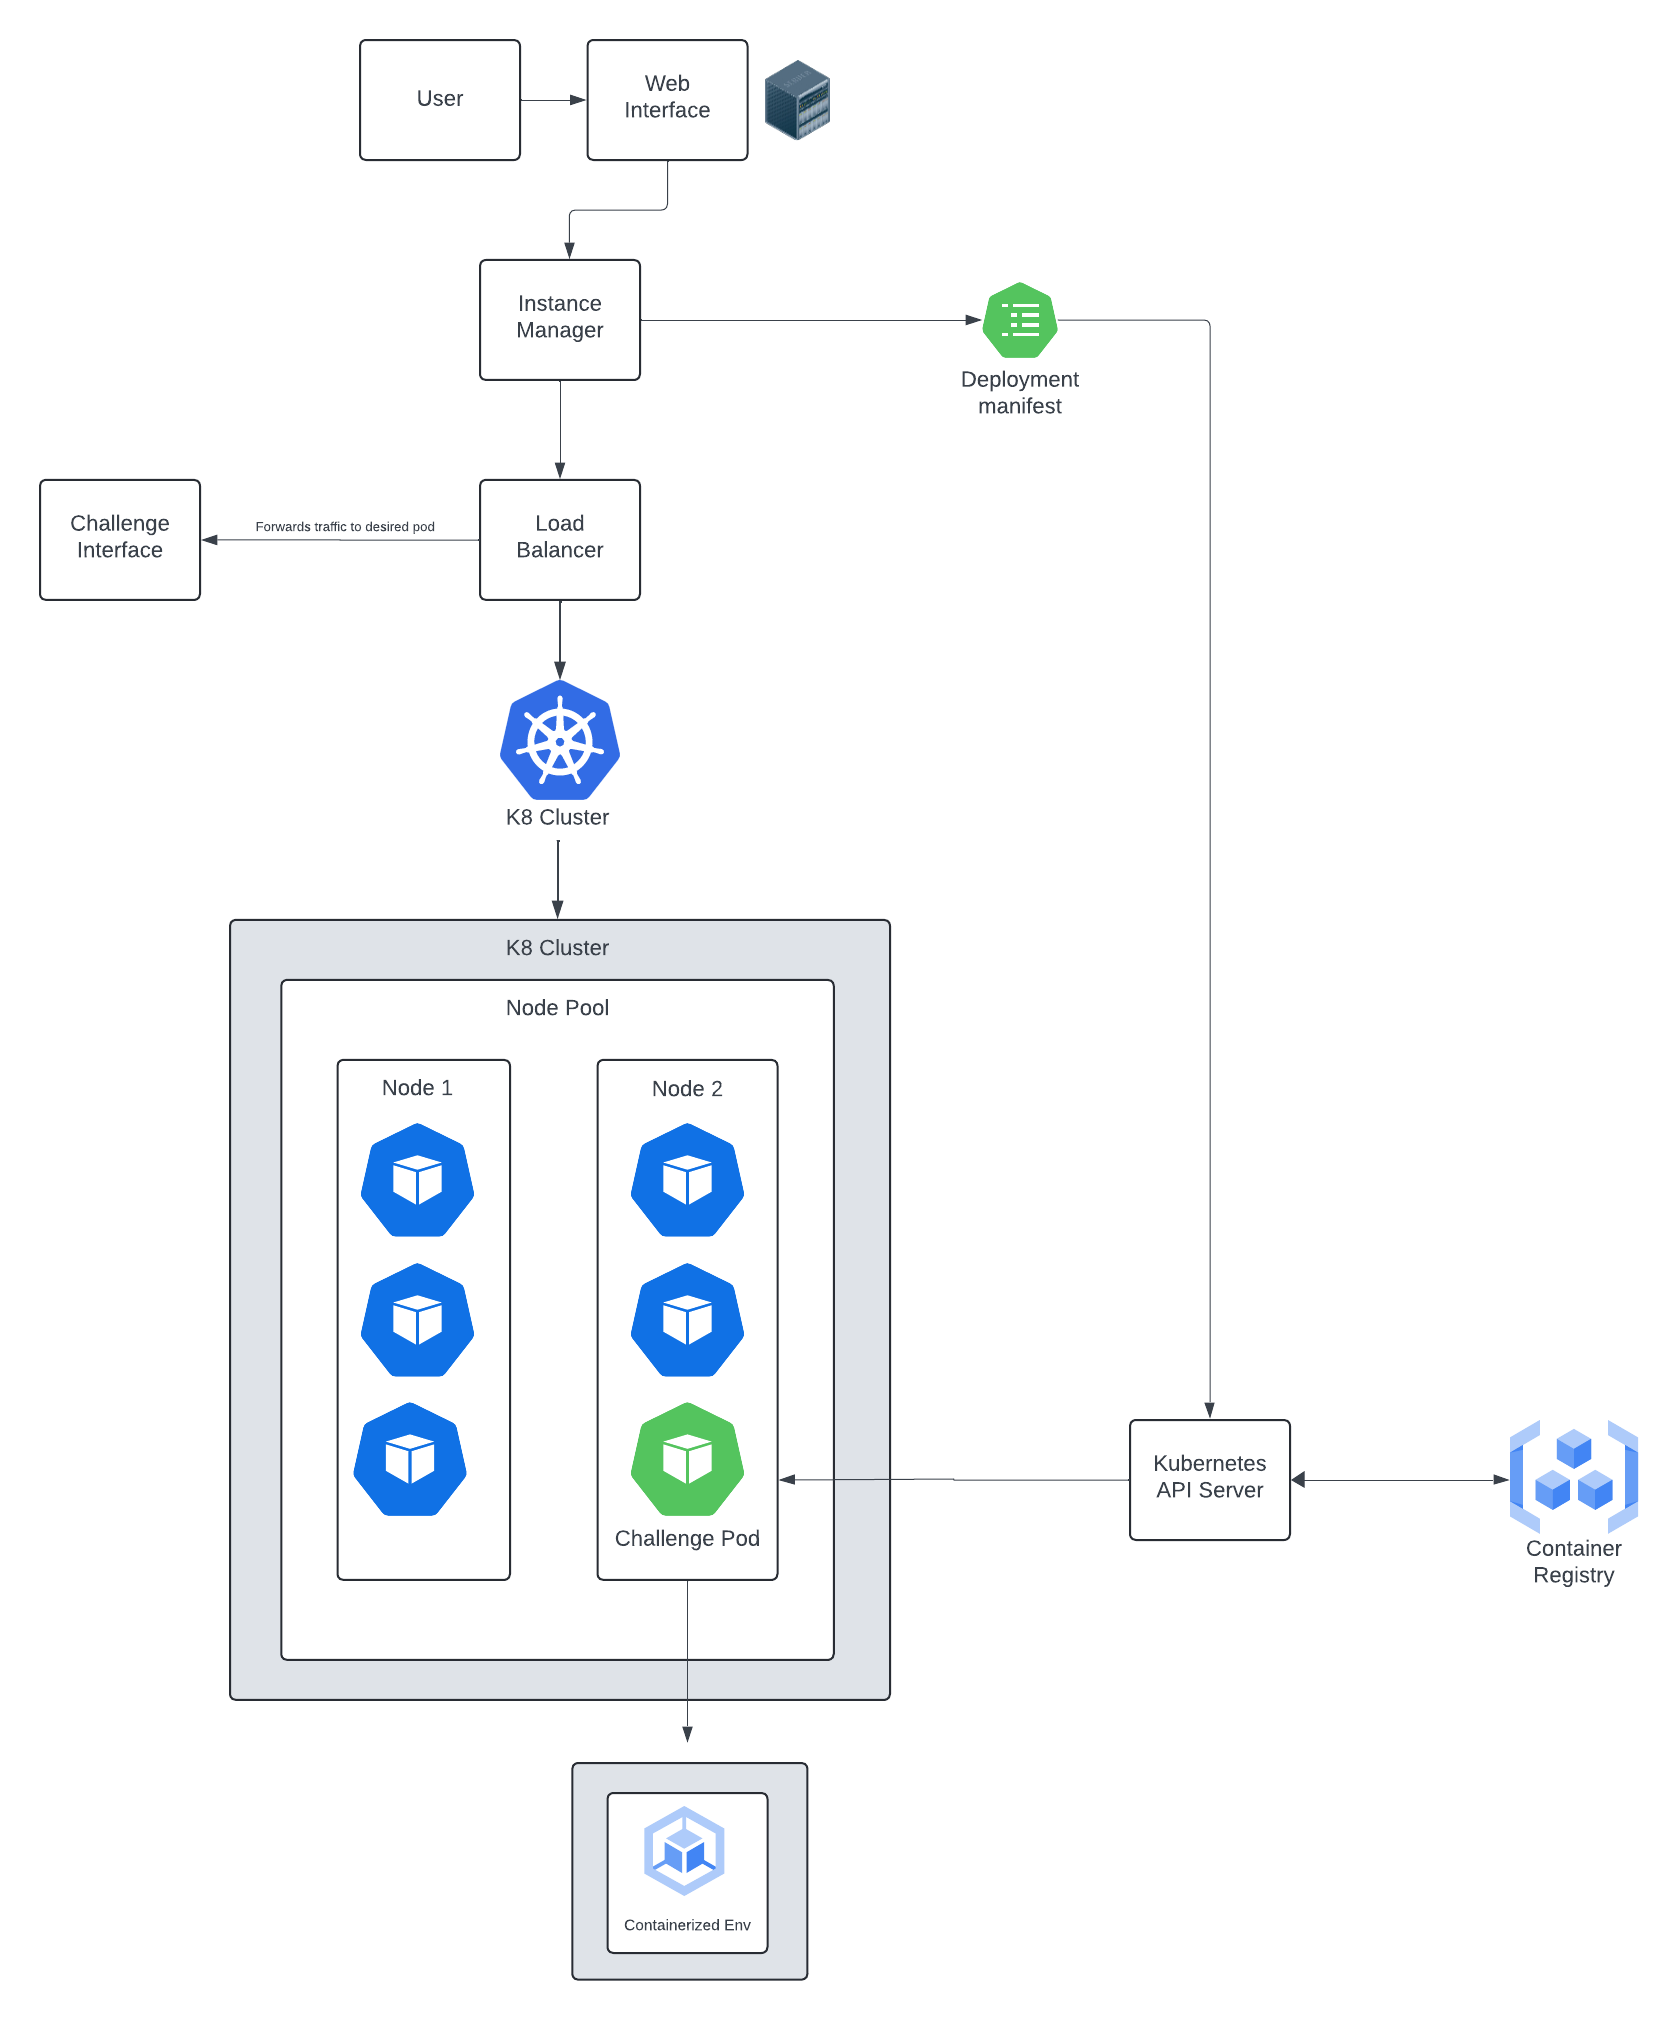 User
Web
Interface
Instance
Manager
Deployment
manifest
Challenge
Interface
Forwards traffic to desired pod
Load
Balancer
K8 Cluster
K8 Cluster
Node Pool
Node 1
Node 2
Challenge Pod
Kubernetes
API Server
Container
Registry
Containerized Env